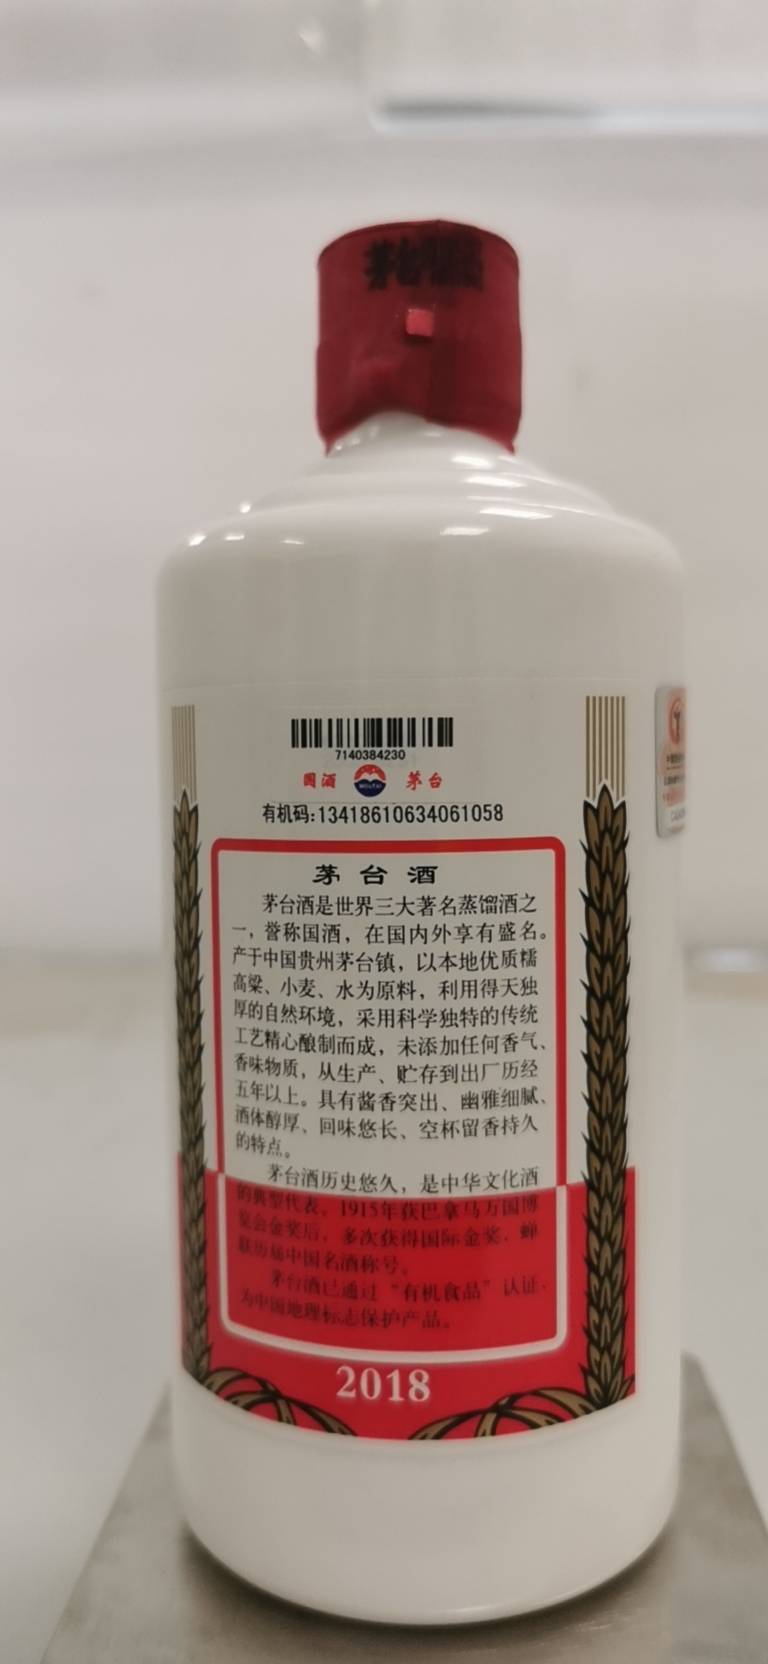 茅台
7140384230
国酒 MOUTAI 茅台
有机码:13418610634061058
茅台酒
茅台酒是世界三大著名蒸馏酒之
一，誉称国酒，在国内外享有盛名。
产于中国贵州茅台镇，以本地优质糯
高粱、小麦、水为原料，利用得天独
厚的自然环境，采用科学独特的传统
工艺精心酿制而成，未添加任何香气、
香味物质，从生产、贮存到出厂历经
五年以上。具有酱香突出、幽雅细腻、
酒体醇厚、回味悠长、空杯留香持久
的特点。
茅台酒历史悠久，是中华文化酒
的典型代表。1915年获巴拿马万国博
览会金奖后，多次获得国际金奖，蝉
联历届中国名酒称号。
茅台酒已通过“有机食品”认证，
为中国地理标志保护产品。
2018